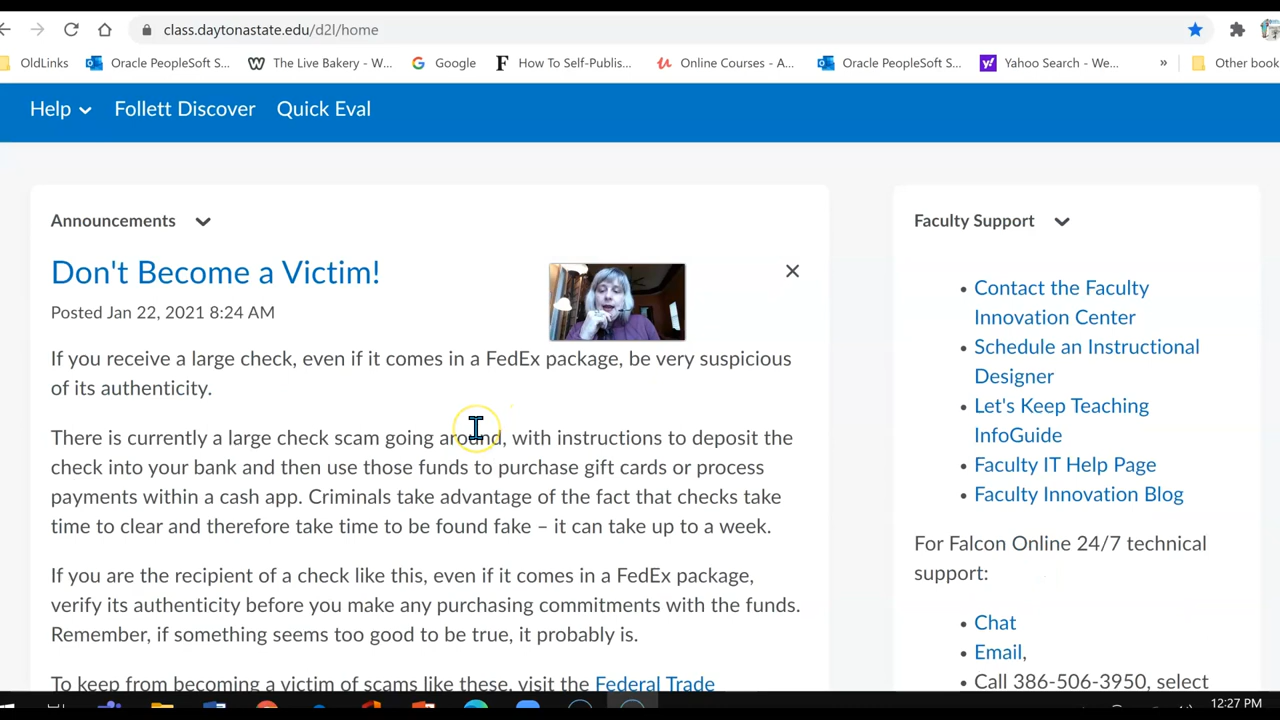 class.daytonastate.edu/d2l/home
OldLinks
Oracle PeopleSoft S...
The Live Bakery - W...
Google
How To Self-Publis...
Online Courses - A...
Oracle PeopleSoft S...
Yahoo Search - We...
»
Other book
Help
Follett Discover
Quick Eval
Announcements
Don't Become a Victim!
Posted Jan 22, 2021 8:24 AM
If you receive a large check, even if it comes in a FedEx package, be very suspicious
of its authenticity.
There is currently a large check scam going around, with instructions to deposit the
check into your bank and then use those funds to purchase gift cards or process
payments within a cash app. Criminals take advantage of the fact that checks take
time to clear and therefore take time to be found fake – it can take up to a week.
If you are the recipient of a check like this, even if it comes in a FedEx package,
verify its authenticity before you make any purchasing commitments with the funds.
Remember, if something seems too good to be true, it probably is.
To keep from becoming a victim of scams like these, visit the Federal Trade
Faculty Support
• Contact the Faculty
Innovation Center
• Schedule an Instructional
Designer
• Let's Keep Teaching
InfoGuide
• Faculty IT Help Page
• Faculty Innovation Blog
For Falcon Online 24/7 technical
support:
• Chat
• Email,
• Call 386-506-3950, select
12:27 PM